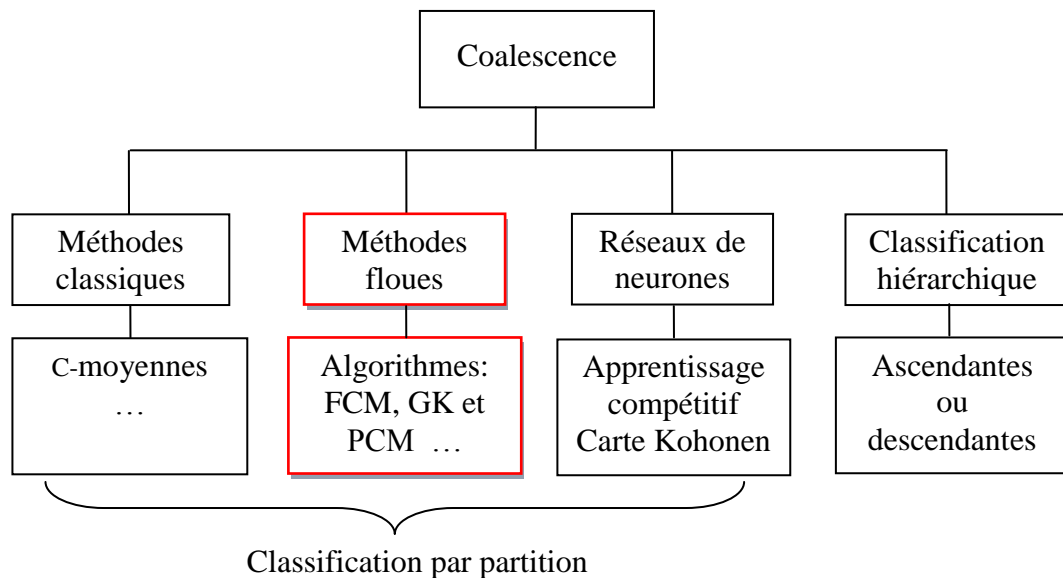 Coalescence
Méthodes
classiques
Méthodes
floues
Réseaux de
neurones
Classification
hiérarchique
C-moyennes
…
Algorithmes:
FCM, GK et
PCM …
Apprentissage
compétitif
Carte Kohonen
Ascendantes
ou
descendantes
Classification par partition